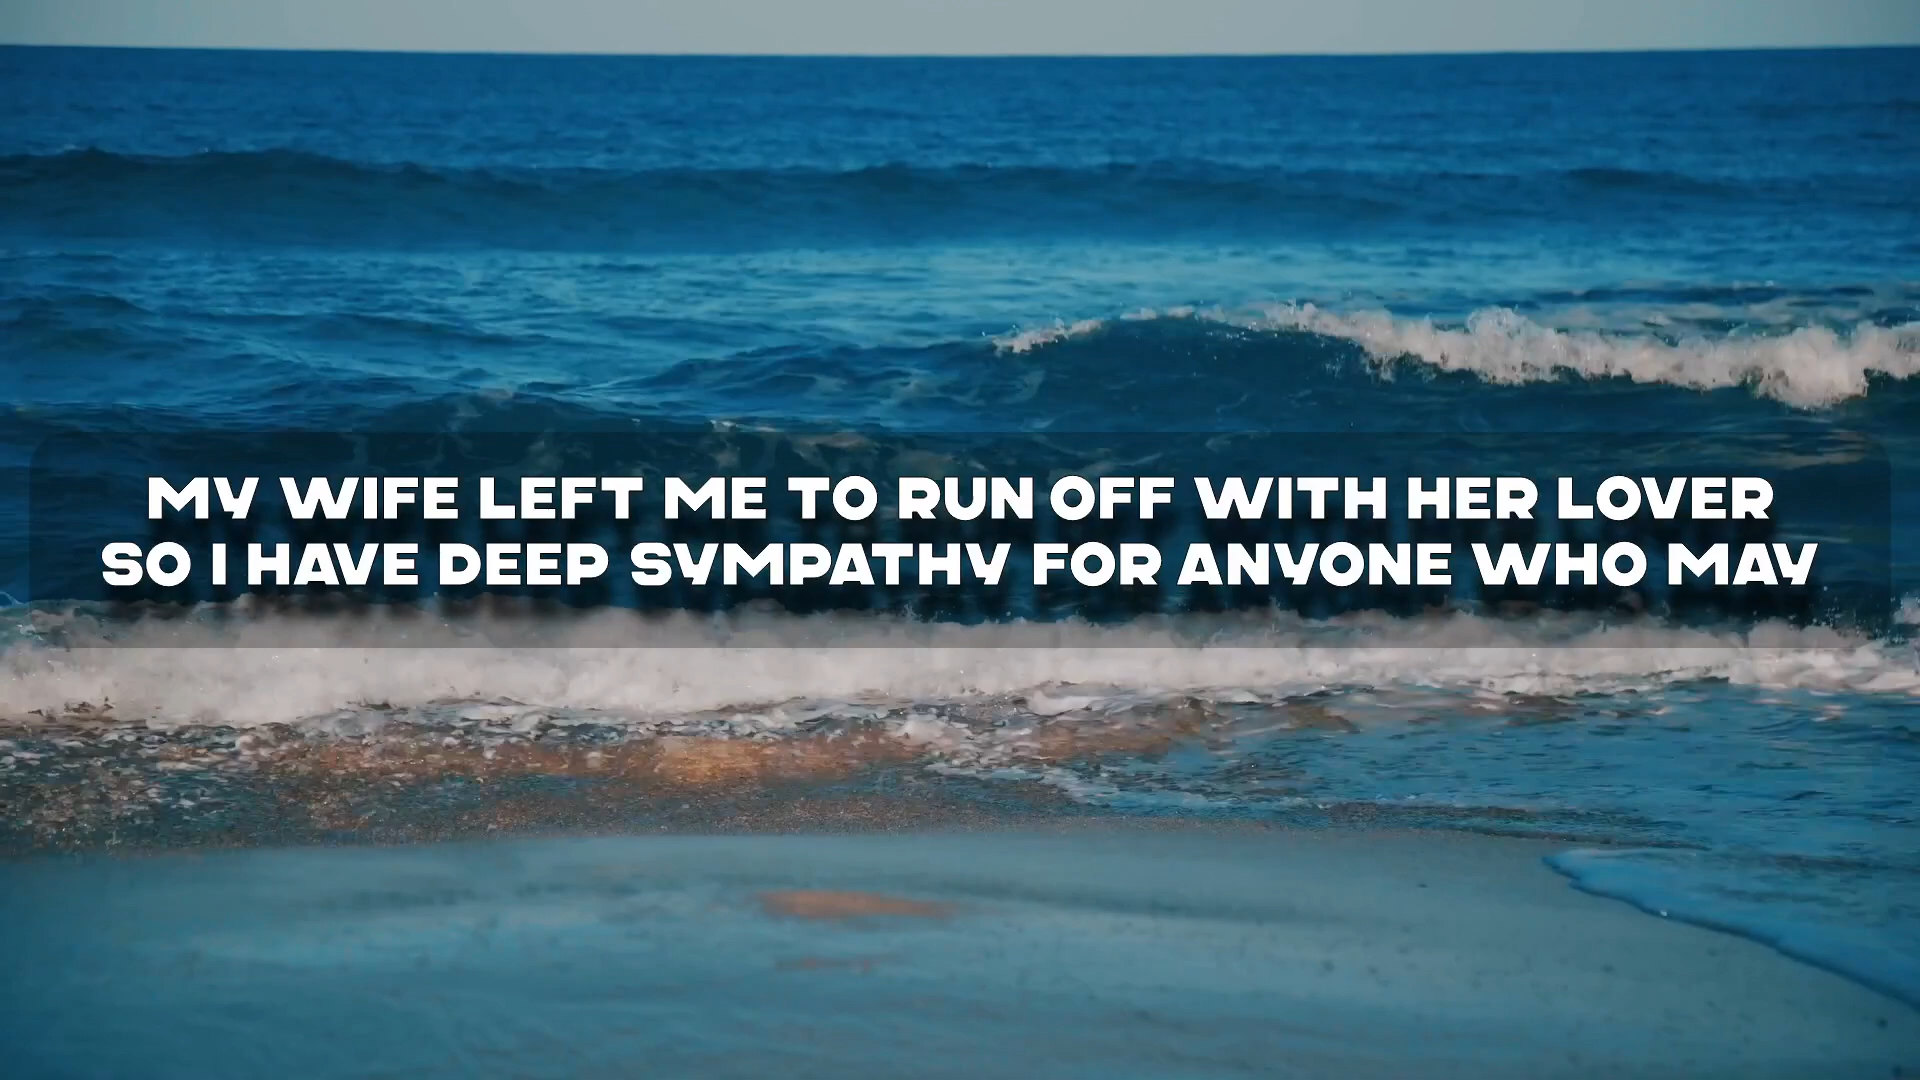 MY WIFE LEFT ME TO RUN OFF WITH HER LOVER
SO I HAVE DEEP SYMPATHY FOR ANYONE WHO MAY